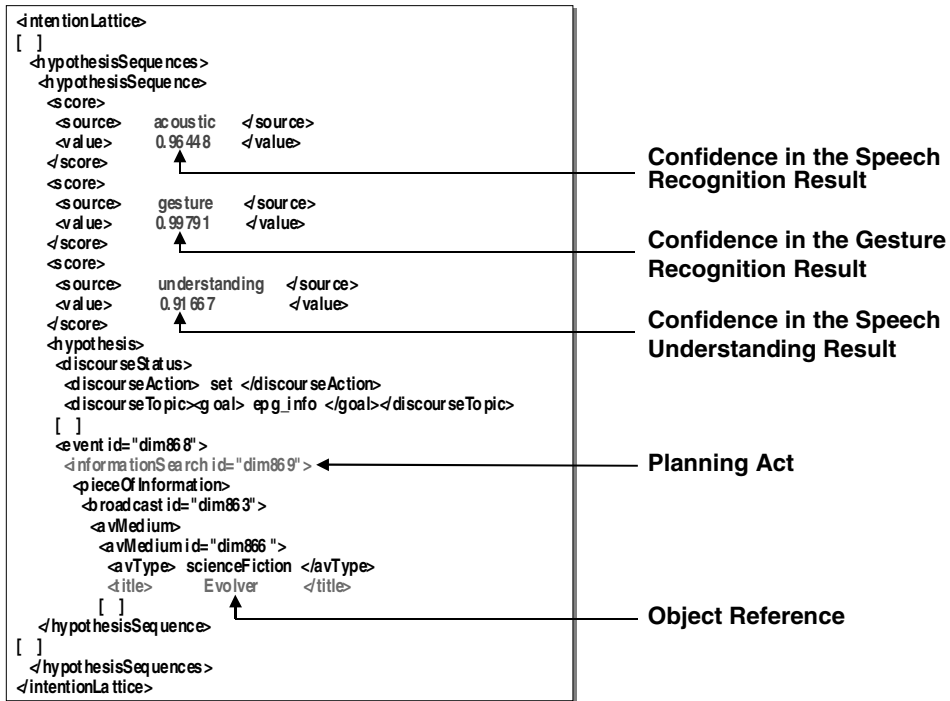 <intentionLattice>
[ ]
<hypothesisSequences>
<hypothesisSequence>
<score>
<source> acoustic </source>
<value> 0.96448 </value>
</score>
<score>
<source> gesture </source>
<value> 0.99791 </value>
</score>
<score>
<source> understanding </source>
<value> 0.91667 </value>
</score>
<hypothesis>
<discourseStatus>
<discourseAction> set </discourseAction>
<discourseTopic><goal> epg_info </goal></discourseTopic>
[ ]
<event id="dim868">
<informationSearch id="dim869">
<pieceOfInformation>
<broadcast id="dim863">
<avMedium>
<avMedium id="dim866">
<avType> scienceFiction </avType>
<title> Evolver </title>
[ ]
</hypothesisSequence>
[ ]
</hypothesisSequences>
</intentionLattice>
Confidence in the Speech
Recognition Result
Confidence in the Gesture
Recognition Result
Confidence in the Speech
Understanding Result
Planning Act
Object Reference